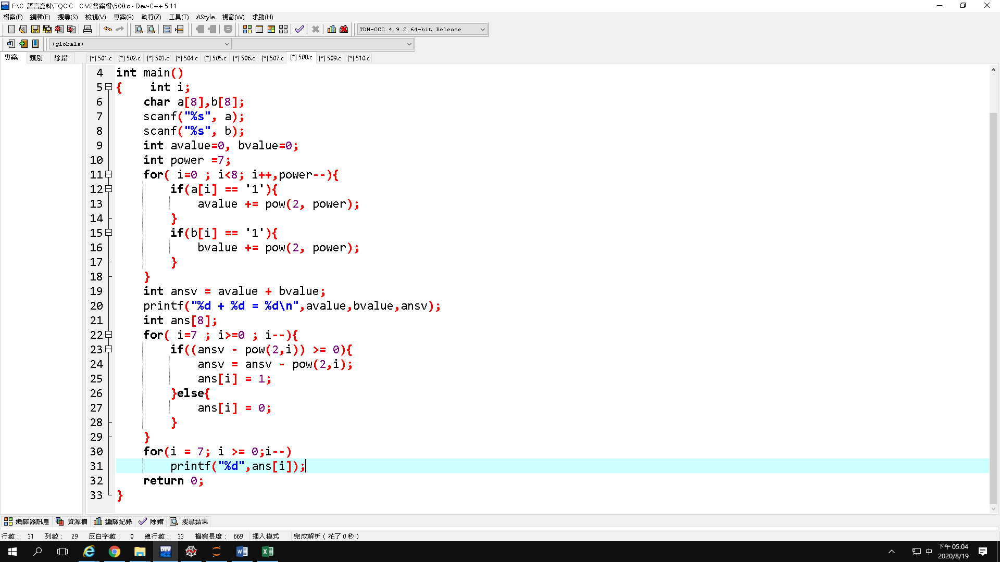 F:\C 語言資料\TQC C   C V2答案檔\508.c - Dev-C++ 5.11
檔案(F) 編輯(E) 搜尋(S) 檢視(V) 專案(P) 執行(Z) 工具(T) AStyle 視窗(W) 求助(H)
TDM-GCC 4.9.2 64-bit Release
(globals)
專案 類別 除錯 [*] 501.c [*] 502.c [*] 503.c [*] 504.c [*] 505.c [*] 506.c [*] 507.c [*] 508.c [*] 509.c [*] 510.c
4 int main()
5 {    int i;
6     char a[8],b[8];
7     scanf("%s", a);
8     scanf("%s", b);
9     int avalue=0, bvalue=0;
10     int power =7;
11     for( i=0 ; i<8; i++,power--){
12         if(a[i] == '1'){
13             avalue += pow(2, power);
14         }
15         if(b[i] == '1'){
16             bvalue += pow(2, power);
17         }
18     }
19     int ansv = avalue + bvalue;
20     printf("%d + %d = %d\n",avalue,bvalue,ansv);
21     int ans[8];
22     for( i=7 ; i>=0 ; i--){
23         if((ansv - pow(2,i)) >= 0){
24             ansv = ansv - pow(2,i);
25             ans[i] = 1;
26         }else{
27             ans[i] = 0;
28         }
29     }
30     for(i = 7; i >= 0;i--)
31         printf("%d",ans[i]);
32     return 0;
33 }
編譯器訊息 資源檔 編譯紀錄 除錯 搜尋結果
行數: 31 列數: 29 反白字數: 0 總行數: 33 檔案長度: 669 插入模式 完成解析 (花了 0 秒)
DEV
中
下午 05:04
2020/8/19